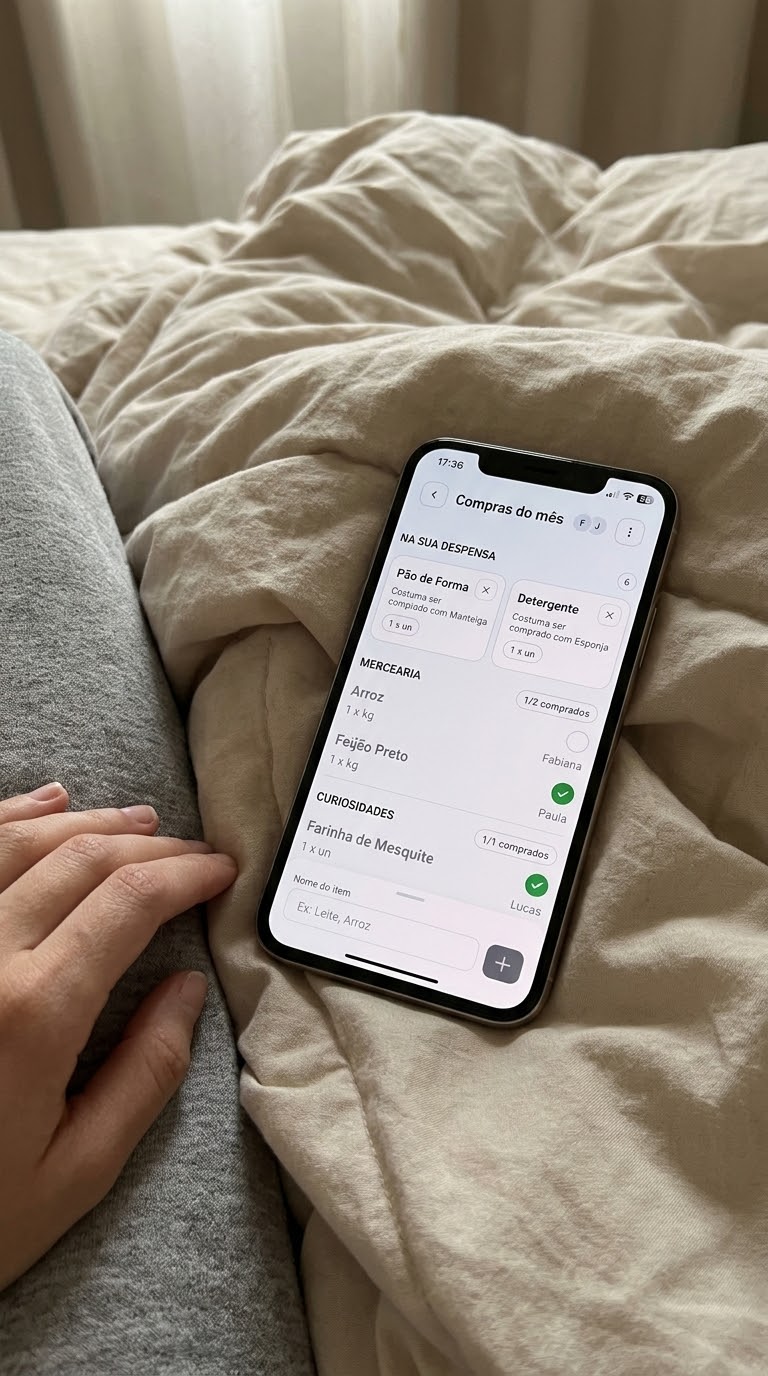 17:36
Compras do mês
F J
NA SUA DESPENSA
6
Pão de Forma
Costuma ser
compiado com Manteiga
1 s un
Detergente
Costuma ser
comprado com Esponja
1 x un
MERCEARIA
1/2 comprados
Arroz
1 x kg
Fabiana
Feijẽo Preto
1 x kg
Paula
CURIOSIDADES
1/1 comprados
Farinha de Mesquite
1 x un
Lucas
Nome do item
Ex: Leite, Arroz